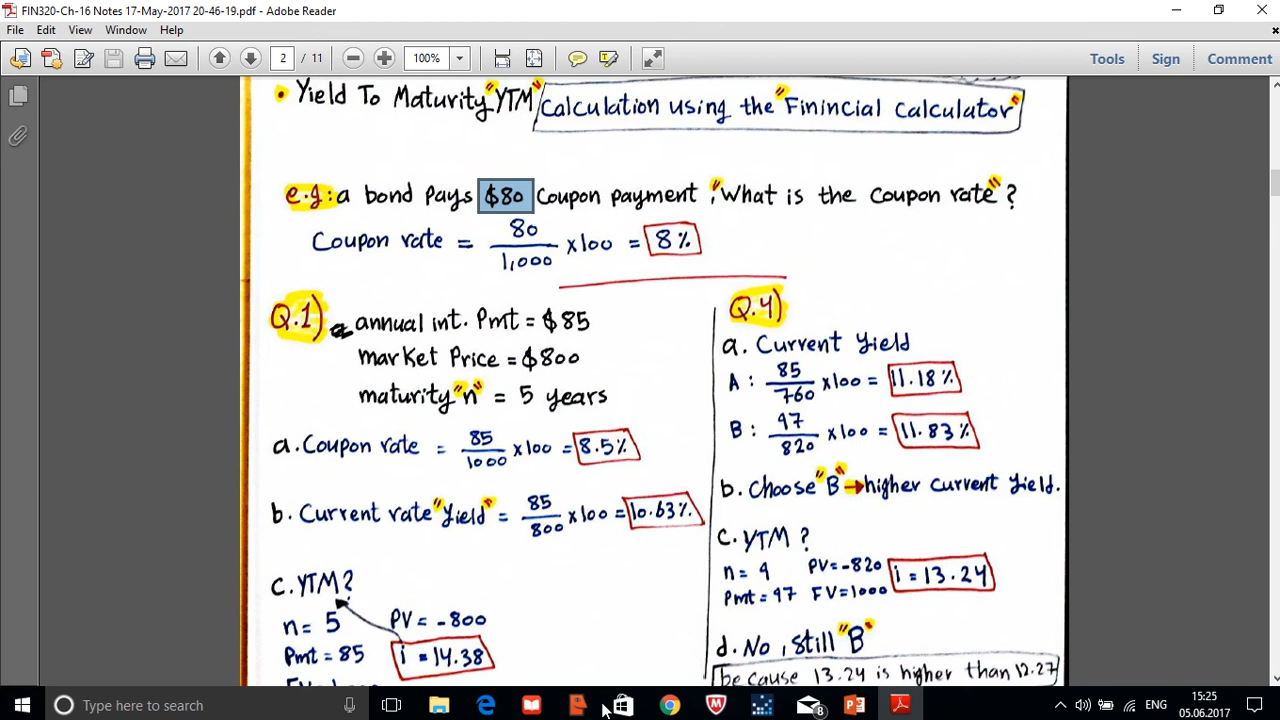 FIN320-Ch-16 Notes 17-May-2017 20-46-19.pdf - Adobe Reader
File Edit View Window Help
2 / 11 100% Tools Sign Comment
• Yield To Maturity "YTM" Calculation using the "Finincial Calculator"
e.g: a bond pays $80 Coupon payment, "What is the coupon rate"?
Coupon rate = 80/1,000 x100 = 8%
Q.1) annual int. Pmt = $85
market Price = $800
maturity "n" = 5 years
a. Coupon rate = 85/1000 x100 = 8.5%
b. Current rate "Yield" = 85/800 x100 = 10.63%
C. YTM?
n = 5 PV = -800
Pmt = 85 i = 14.38
Q.4)
a. Current Yield
A: 85/760 x100 = 11.18%
B: 97/820 x100 = 11.83%
b. Choose "B" → higher current yield.
C. YTM?
n = 9 PV = -820 i = 13.24
Pmt = 97 FV = 1000
d. No, still "B"
because 13.24 is higher than 12.27
Type here to search
8
ENG
15:25
05.06.2017